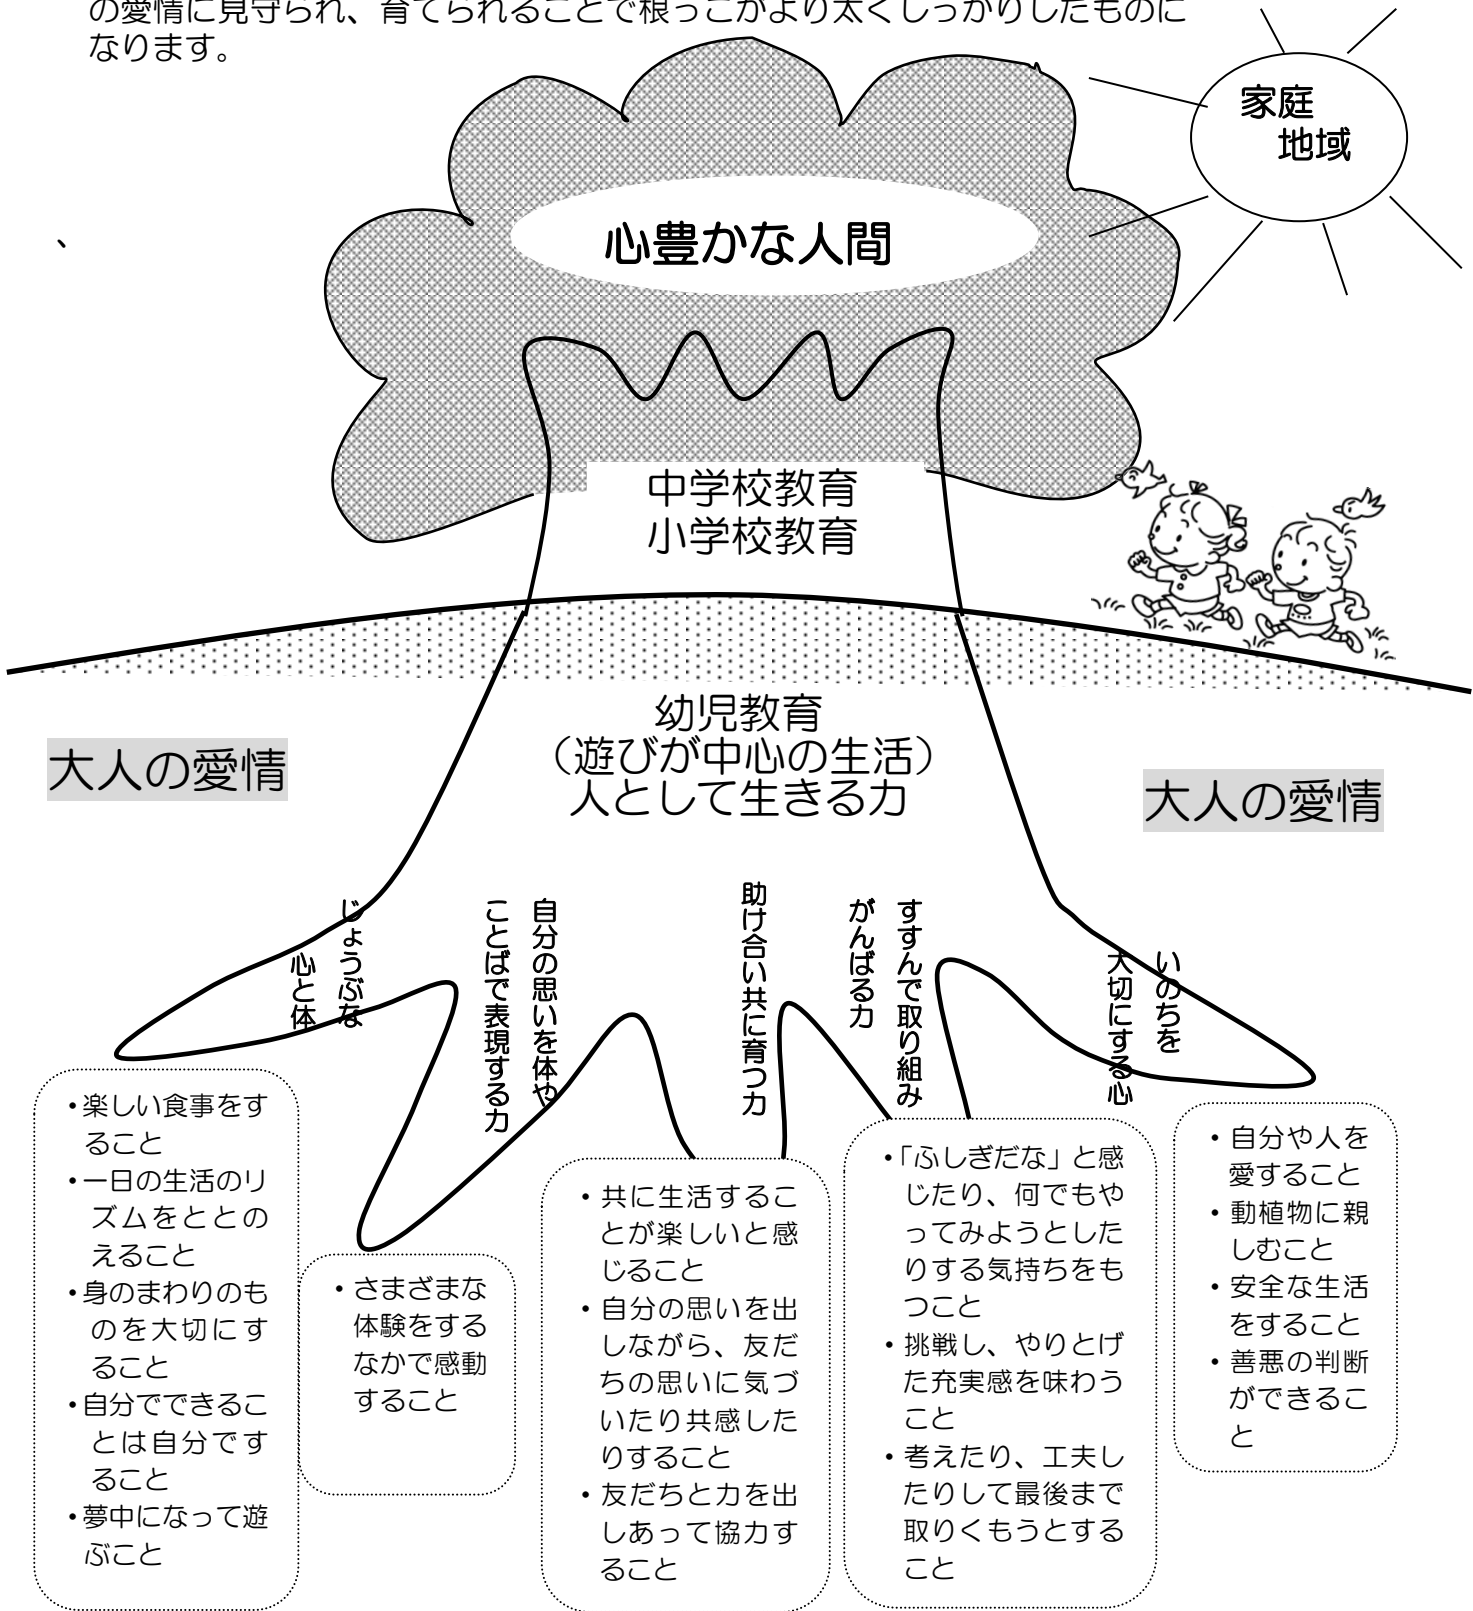 の愛情に見守られ、育てられることで根っこがより太くしっかりしたものに
なります。
家庭
地域
、
心豊かな人間
中学校教育
小学校教育
幼児教育
（遊びが中心の生活）
人として生きる力
大人の愛情
大人の愛情
じょうぶな
心と体
自分の思いを体や
ことばで表現する力
助け合い共に育つ力
すすんで取り組み
がんばる力
いのちを
大切にする心
・楽しい食事をす
ること
・一日の生活のリ
ズムをととの
えること
・身のまわりのも
のを大切にす
ること
・自分でできるこ
とは自分です
ること
・夢中になって遊
ぶこと
・さまざまな
体験をする
なかで感動
すること
・共に生活するこ
とが楽しいと感
じること
・自分の思いを出
しながら、友だ
ちの思いに気づ
いたり共感した
りすること
・友だちと力を出
しあって協力す
ること
・「ふしぎだな」と感
じたり、何でもや
ってみようとした
りする気持ちをも
つこと
・挑戦し、やりとげ
た充実感を味わう
こと
・考えたり、工夫し
たりして最後まで
取りくもうとする
こと
・自分や人を
愛すること
・動植物に親
しむこと
・安全な生活
をすること
・善悪の判断
ができるこ
と